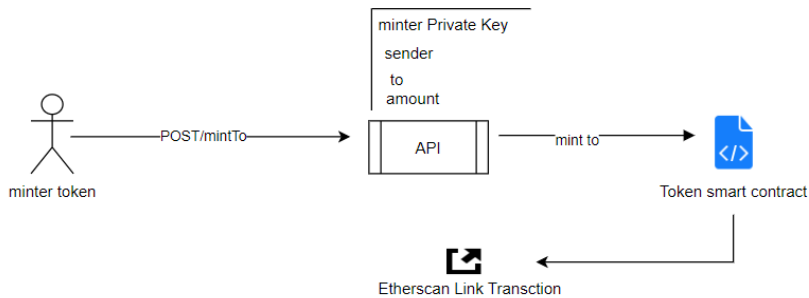 minter Private Key
sender
to
amount
POST/mintTo
API
mint to
</>
minter token
Token smart contract
Etherscan Link Transction